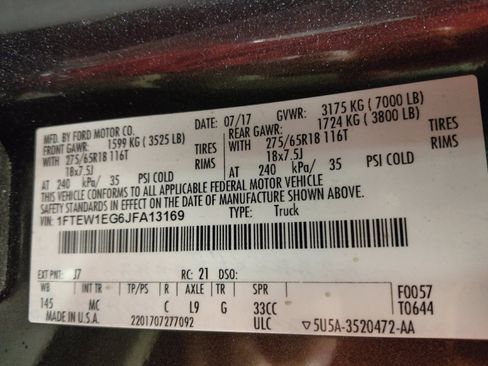 MFD. BY FORD MOTOR CO. DATE: 07/17 GVWR: 3175 KG ( 7000 LB)
FRONT GAWR: 1599 KG ( 3525 LB) REAR GAWR: 1724 KG ( 3800 LB)
WITH 275/65R18 116T TIRES WITH 275/65R18 116T TIRES
18x7.5J RIMS 18x7.5J RIMS
AT 240 kPa/ 35 PSI COLD AT 240 kPa/ 35 PSI COLD
THIS VEHICLE CONFORMS TO ALL APPLICABLE FEDERAL MOTOR VEHICLE
SAFETY STANDARDS IN EFFECT ON THE DATE OF MANUFACTURE SHOWN ABOVE.
VIN: 1FTEW1EG6JFA13169 TYPE: Truck
EXT PNT: J7 RC: 21 DSO:
WB INT TR TP/PS R AXLE TR SPR F0057
145 MC C L9 G 33CC T0644
MADE IN U.S.A. 2201707277092 ULC ▽5U5A-3520472-AA